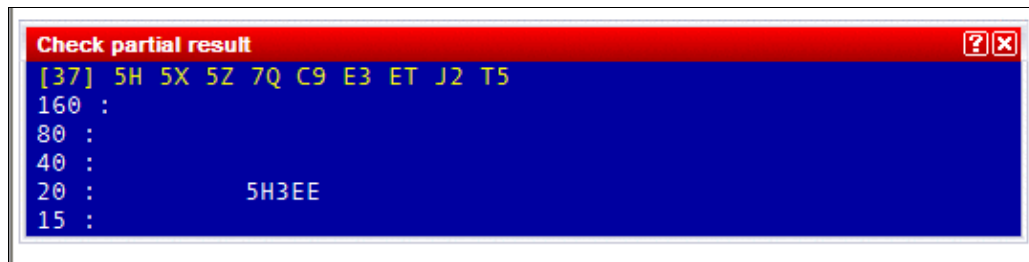 Check partial result
[37] 5H 5X 5Z 7Q C9 E3 ET J2 T5
160 :
80 :
40 :
20 : 5H3EE
15 :